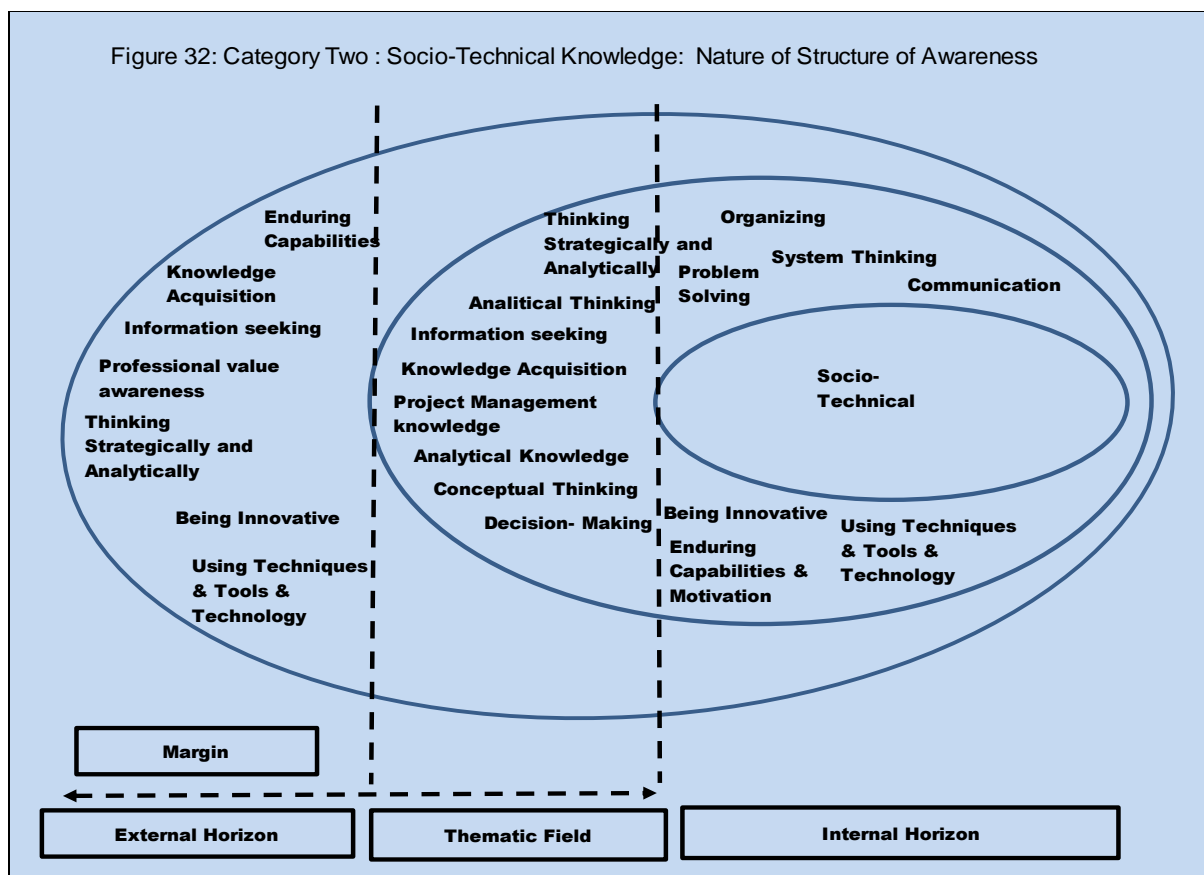 Figure 32: Category Two : Socio-Technical Knowledge: Nature of Structure of Awareness
Enduring
Capabilities
Knowledge
Acquisition
Information seeking
Professional value
awareness
Thinking
Strategically and
Analytically
Being Innovative
Using Techniques
& Tools &
Technology
Thinking
Strategically and
Analytically
Analitical Thinking
Information seeking
Knowledge Acquisition
Project Management
knowledge
Analytical Knowledge
Conceptual Thinking
Decision- Making
Organizing
System Thinking
Problem
Solving
Communication
Socio-
Technical
Being Innovative
Enduring
Capabilities &
Motivation
Using Techniques
& Tools &
Technology
Margin
External Horizon
Thematic Field
Internal Horizon